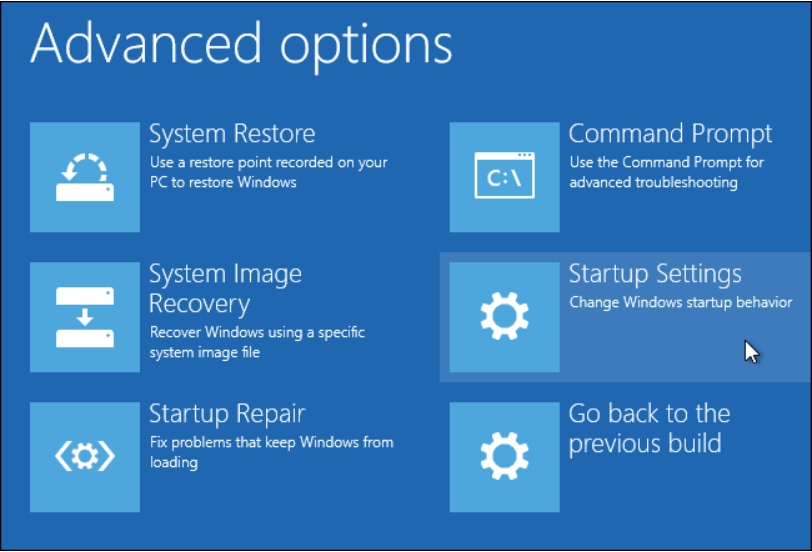 Advanced options
System Restore
Use a restore point recorded on your
PC to restore Windows
Command Prompt
Use the Command Prompt for
advanced troubleshooting
C:\
System Image
Recovery
Recover Windows using a specific
system image file
Startup Settings
Change Windows startup behavior
Startup Repair
Fix problems that keep Windows from
loading
Go back to the
previous build